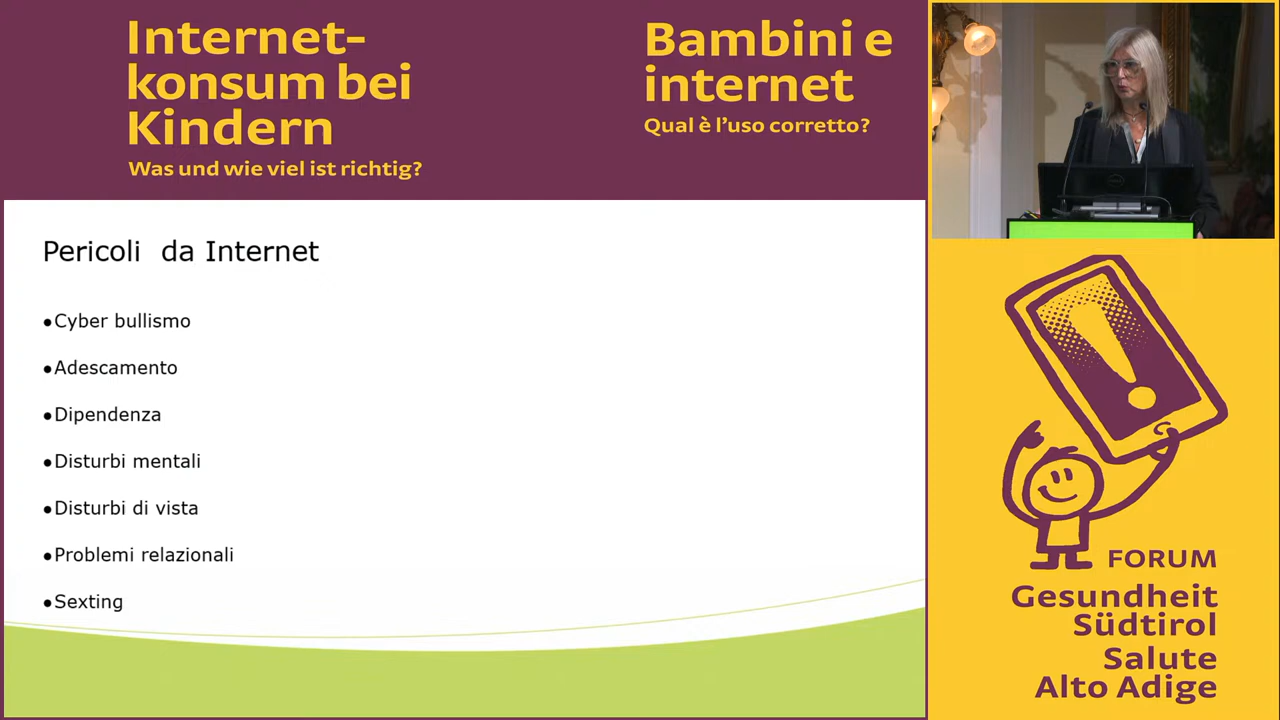 Internet-
konsum bei
Kindern
Was und wie viel ist richtig?
Bambini e
internet
Qual è l'uso corretto?
Pericoli  da Internet
•Cyber bullismo
•Adescamento
•Dipendenza
•Disturbi mentali
•Disturbi di vista
•Problemi relazionali
•Sexting
FORUM
Gesundheit
Südtirol
Salute
Alto Adige